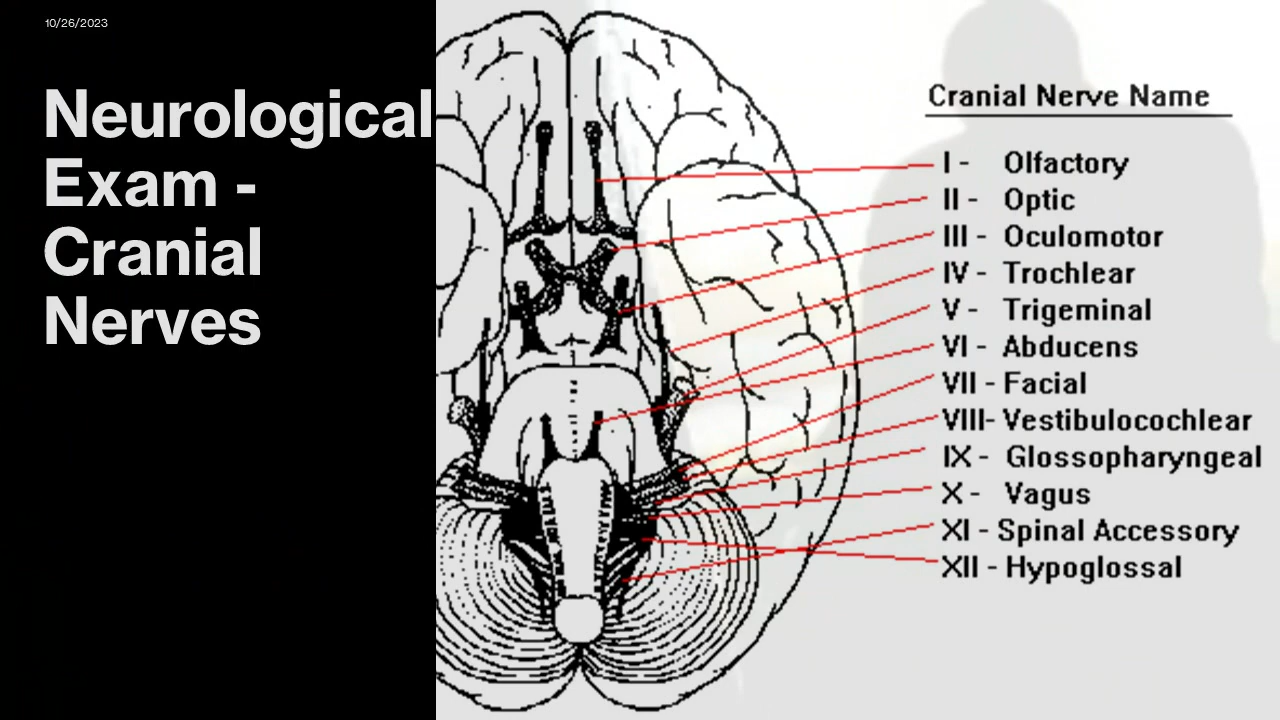 10/26/2023
Neurological
Exam -
Cranial
Nerves
Cranial Nerve Name
I - Olfactory
II - Optic
III - Oculomotor
IV - Trochlear
V - Trigeminal
VI - Abducens
VII - Facial
VIII- Vestibulocochlear
IX - Glossopharyngeal
X - Vagus
XI - Spinal Accessory
XII - Hypoglossal